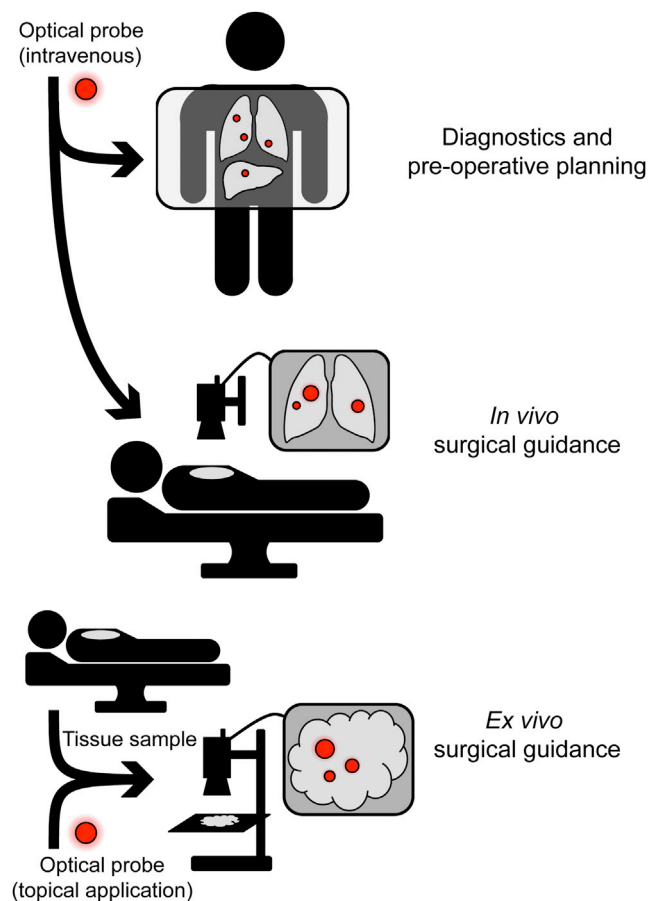 Optical probe
(intravenous)
Diagnostics and
pre-operative planning
In vivo
surgical guidance
Tissue sample
Ex vivo
surgical guidance
Optical probe
(topical application)